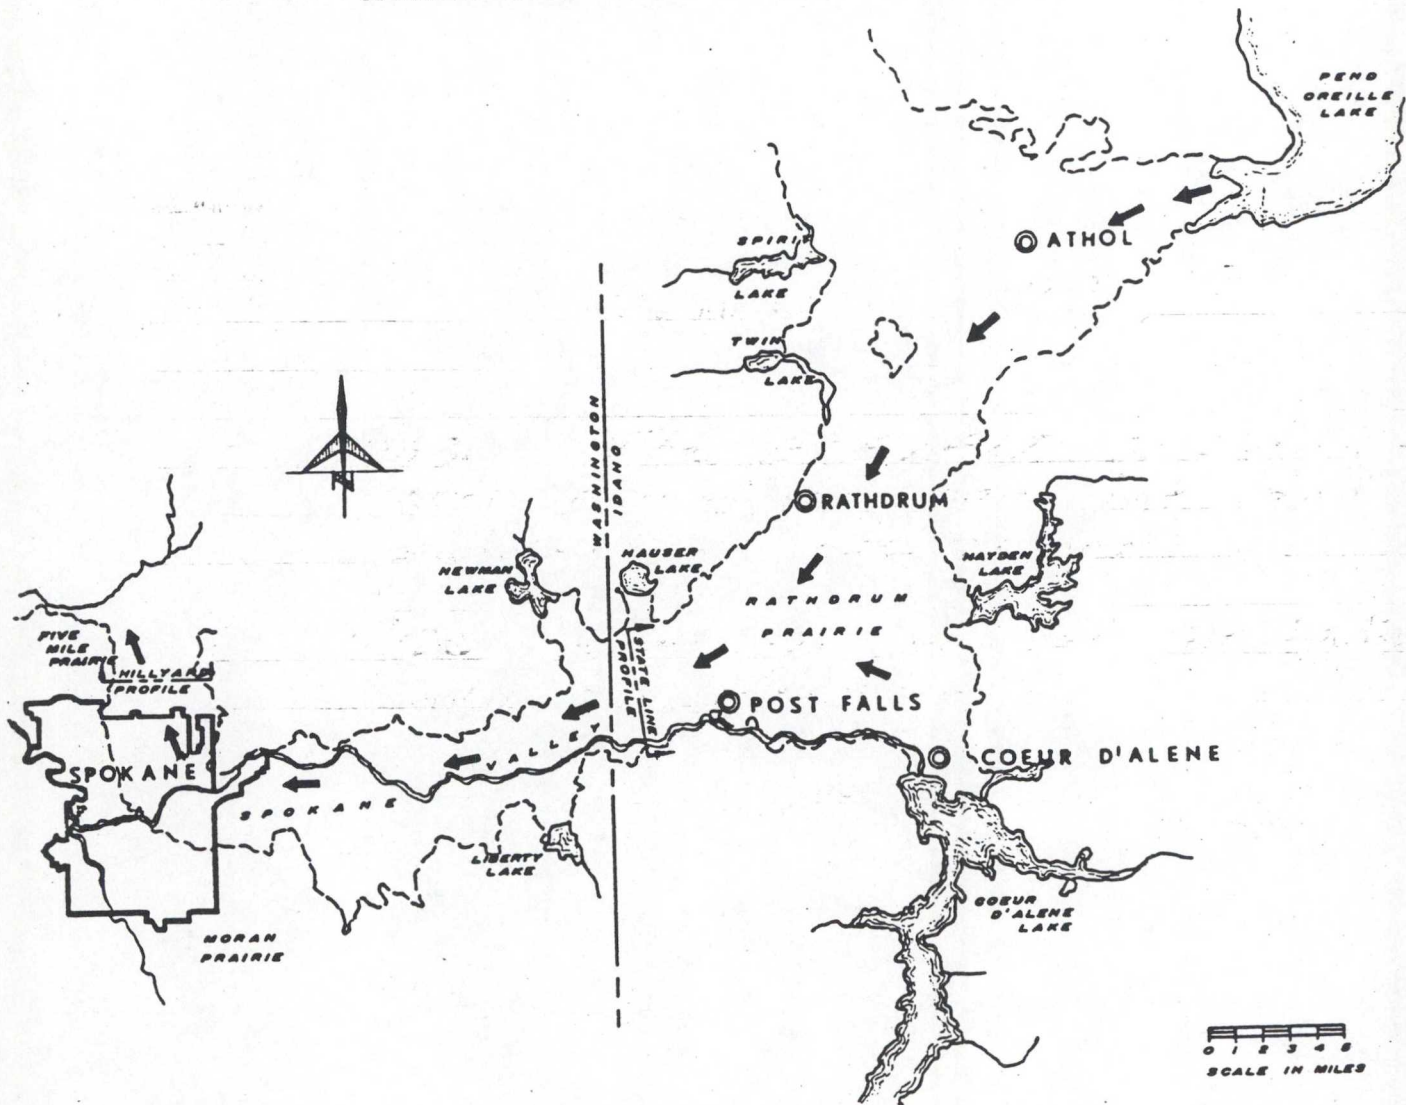 PEND
OREILLE
LAKE
ATHOL
SPIRIT
LAKE
TWIN
LAKE
WASHINGTON
IDAHO
N
RATHDRUM
HAYDEN
LAKE
NEWMAN
LAKE
HAUSER
LAKE
RATHDRUM
PRAIRIE
FIVE
MILE
PRAIRIE
HILLYARD
PROFILE
STATE LINE
PROFILE
POST FALLS
COEUR D'ALENE
SPOKANE
SPOKANE VALLEY
LIBERTY
LAKE
COEUR
D'ALENE
LAKE
MORAN
PRAIRIE
0 1 2 3 4 5
SCALE IN MILES